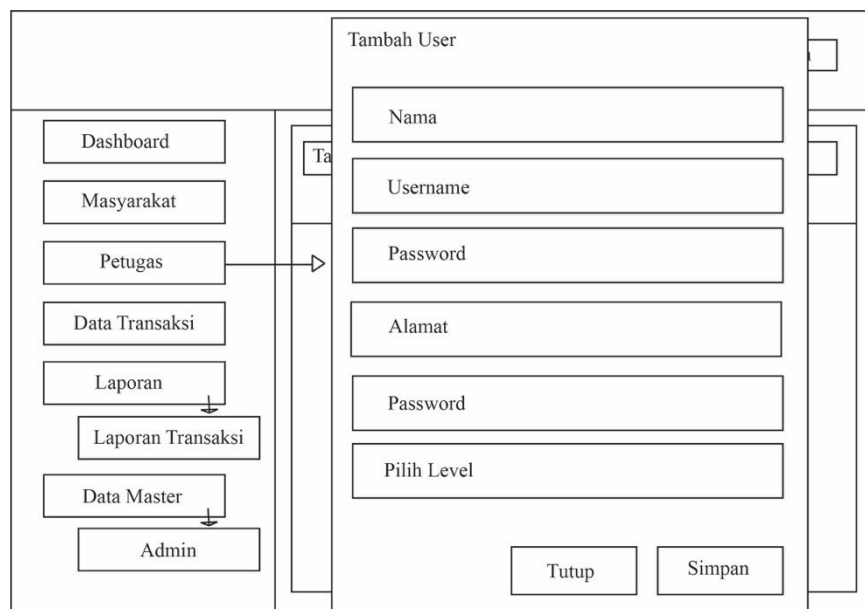 Tambah User
Nama
Username
Password
Alamat
Password
Pilih Level
Tutup
Simpan
Dashboard
Masyarakat
Petugas
Data Transaksi
Laporan
Laporan Transaksi
Data Master
Admin